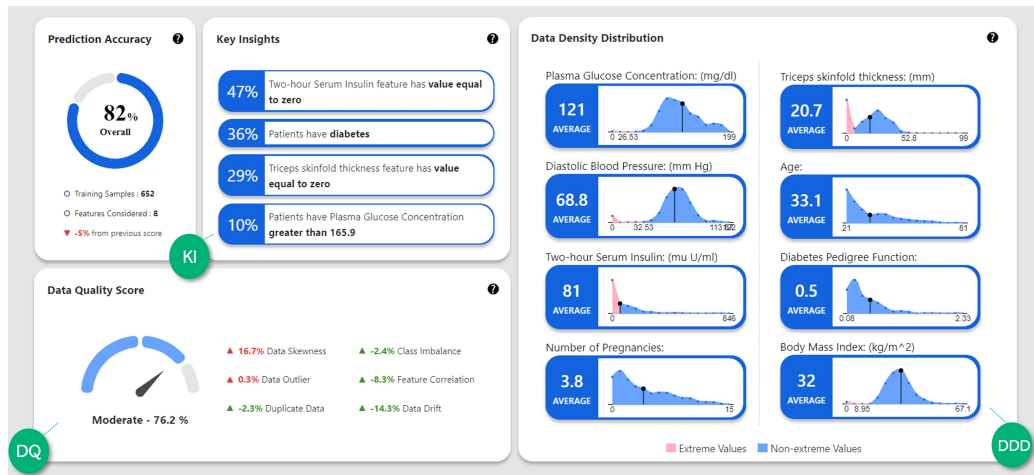 Prediction Accuracy ?
82%
Overall
Training Samples : 652
Features Considered : 8
▼ -5% from previous score
Key Insights ?
47% Two-hour Serum Insulin feature has value equal
to zero
36% Patients have diabetes
29% Triceps skinfold thickness feature has value
equal to zero
10% Patients have Plasma Glucose Concentration
greater than 165.9
KI
Data Quality Score ?
Moderate - 76.2 %
▲ 16.7% Data Skewness
▲ 0.3% Data Outlier
▲ -2.3% Duplicate Data
▲ -2.4% Class Imbalance
▲ -8.3% Feature Correlation
▲ -14.3% Data Drift
DQ
Data Density Distribution ?
Plasma Glucose Concentration: (mg/dl)
121
AVERAGE
0 26.53 199
Diastolic Blood Pressure: (mm Hg)
68.8
AVERAGE
0 32.53
Two-hour Serum Insulin: (mu U/ml)
81
AVERAGE
0 846
Number of Pregnancies:
3.8
AVERAGE
0 15
Triceps skinfold thickness: (mm)
20.7
AVERAGE
0 52.8 99
Age:
33.1
AVERAGE
21 81
Diabetes Pedigree Function:
0.5
AVERAGE
0.08 2.33
Body Mass Index: (kg/m^2)
32
AVERAGE
0 8.95 67.1
Extreme Values Non-extreme Values
DDD